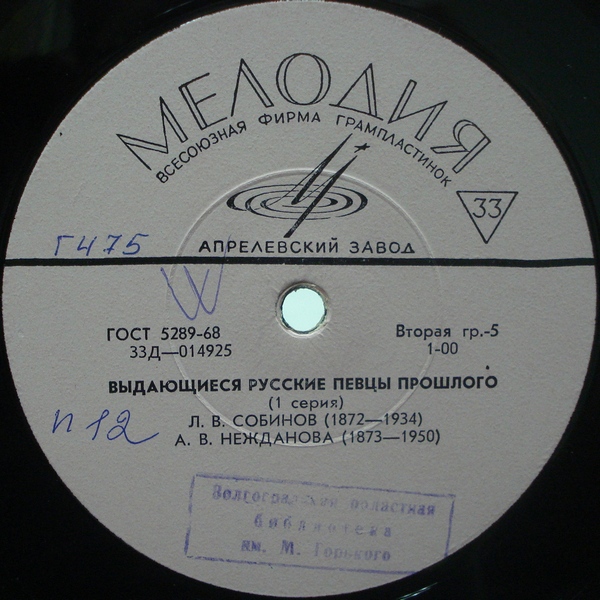 МЕЛОДИЯ
ВСЕСОЮЗНАЯ ФИРМА ГРАМПЛАСТИНОК
33
АПРЕЛЕВСКИЙ ЗАВОД
Г475
ГОСТ 5289-68
Вторая гр.-5
33Д—014925
1-00
ВЫДАЮЩИЕСЯ РУССКИЕ ПЕВЦЫ ПРОШЛОГО
(1 серия)
Л. В. СОБИНОВ (1872—1934)
п 12
А. В. НЕЖДАНОВА (1873—1950)
Волгоградская областная
библиотека
им. М. Горького